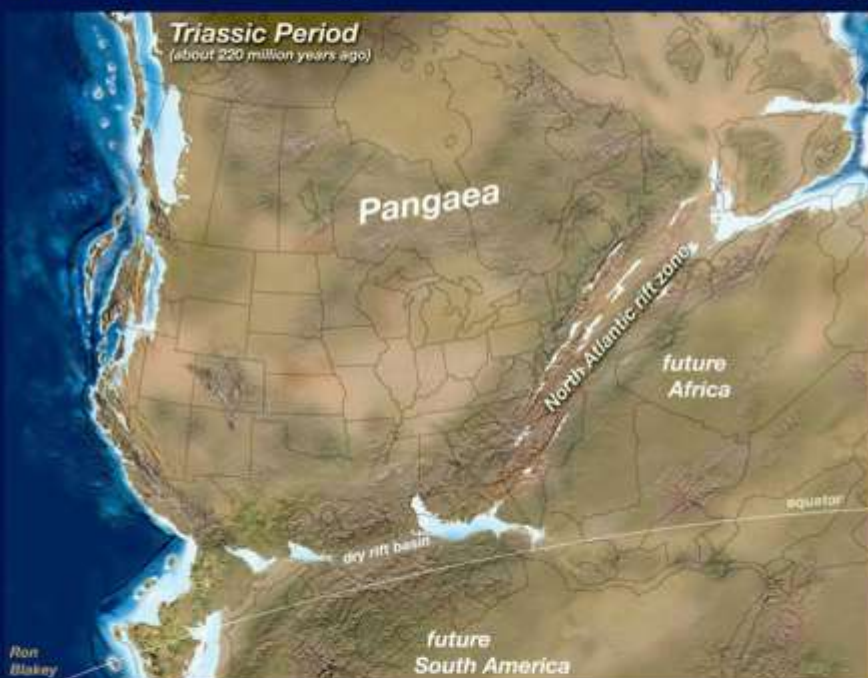 Triassic Period
(about 220 million years ago)
Pangaea
North Atlantic rift zone
future
Africa
equator
dry rift basin
future
South America
Ron
Blakey